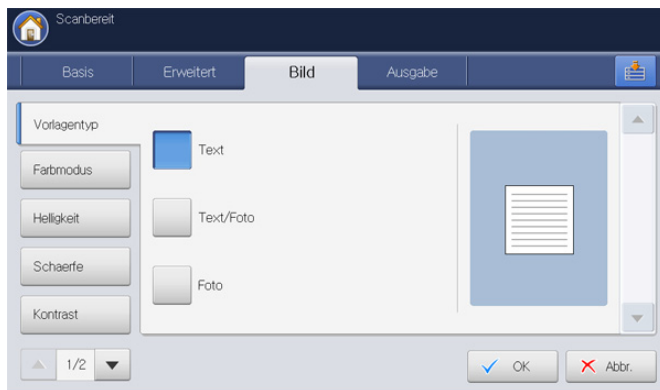 Scanbereit
Basis Erweitert Bild Ausgabe
Vorlagentyp
Farbmodus
Helligkeit
Schaerfe
Kontrast
Text
Text/Foto
Foto
1/2
OK Abbr.